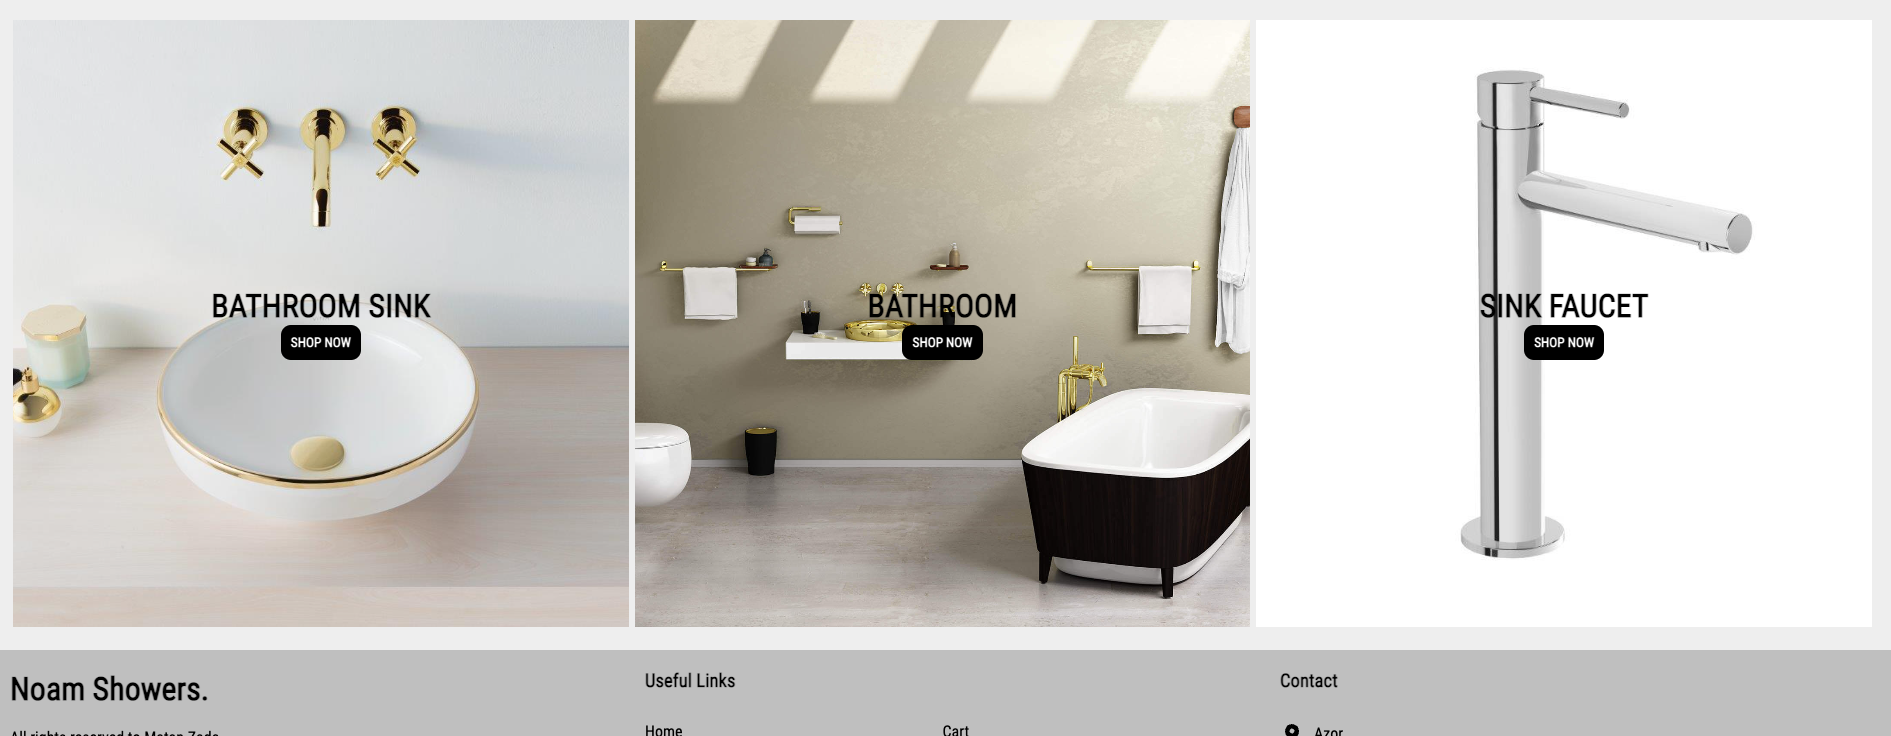 BATHROOM SINK
SHOP NOW
BATHROOM
SHOP NOW
SINK FAUCET
SHOP NOW
Noam Showers.
All rights reserved to Matan Zada
Useful Links
Home
Cart
Contact
Azor